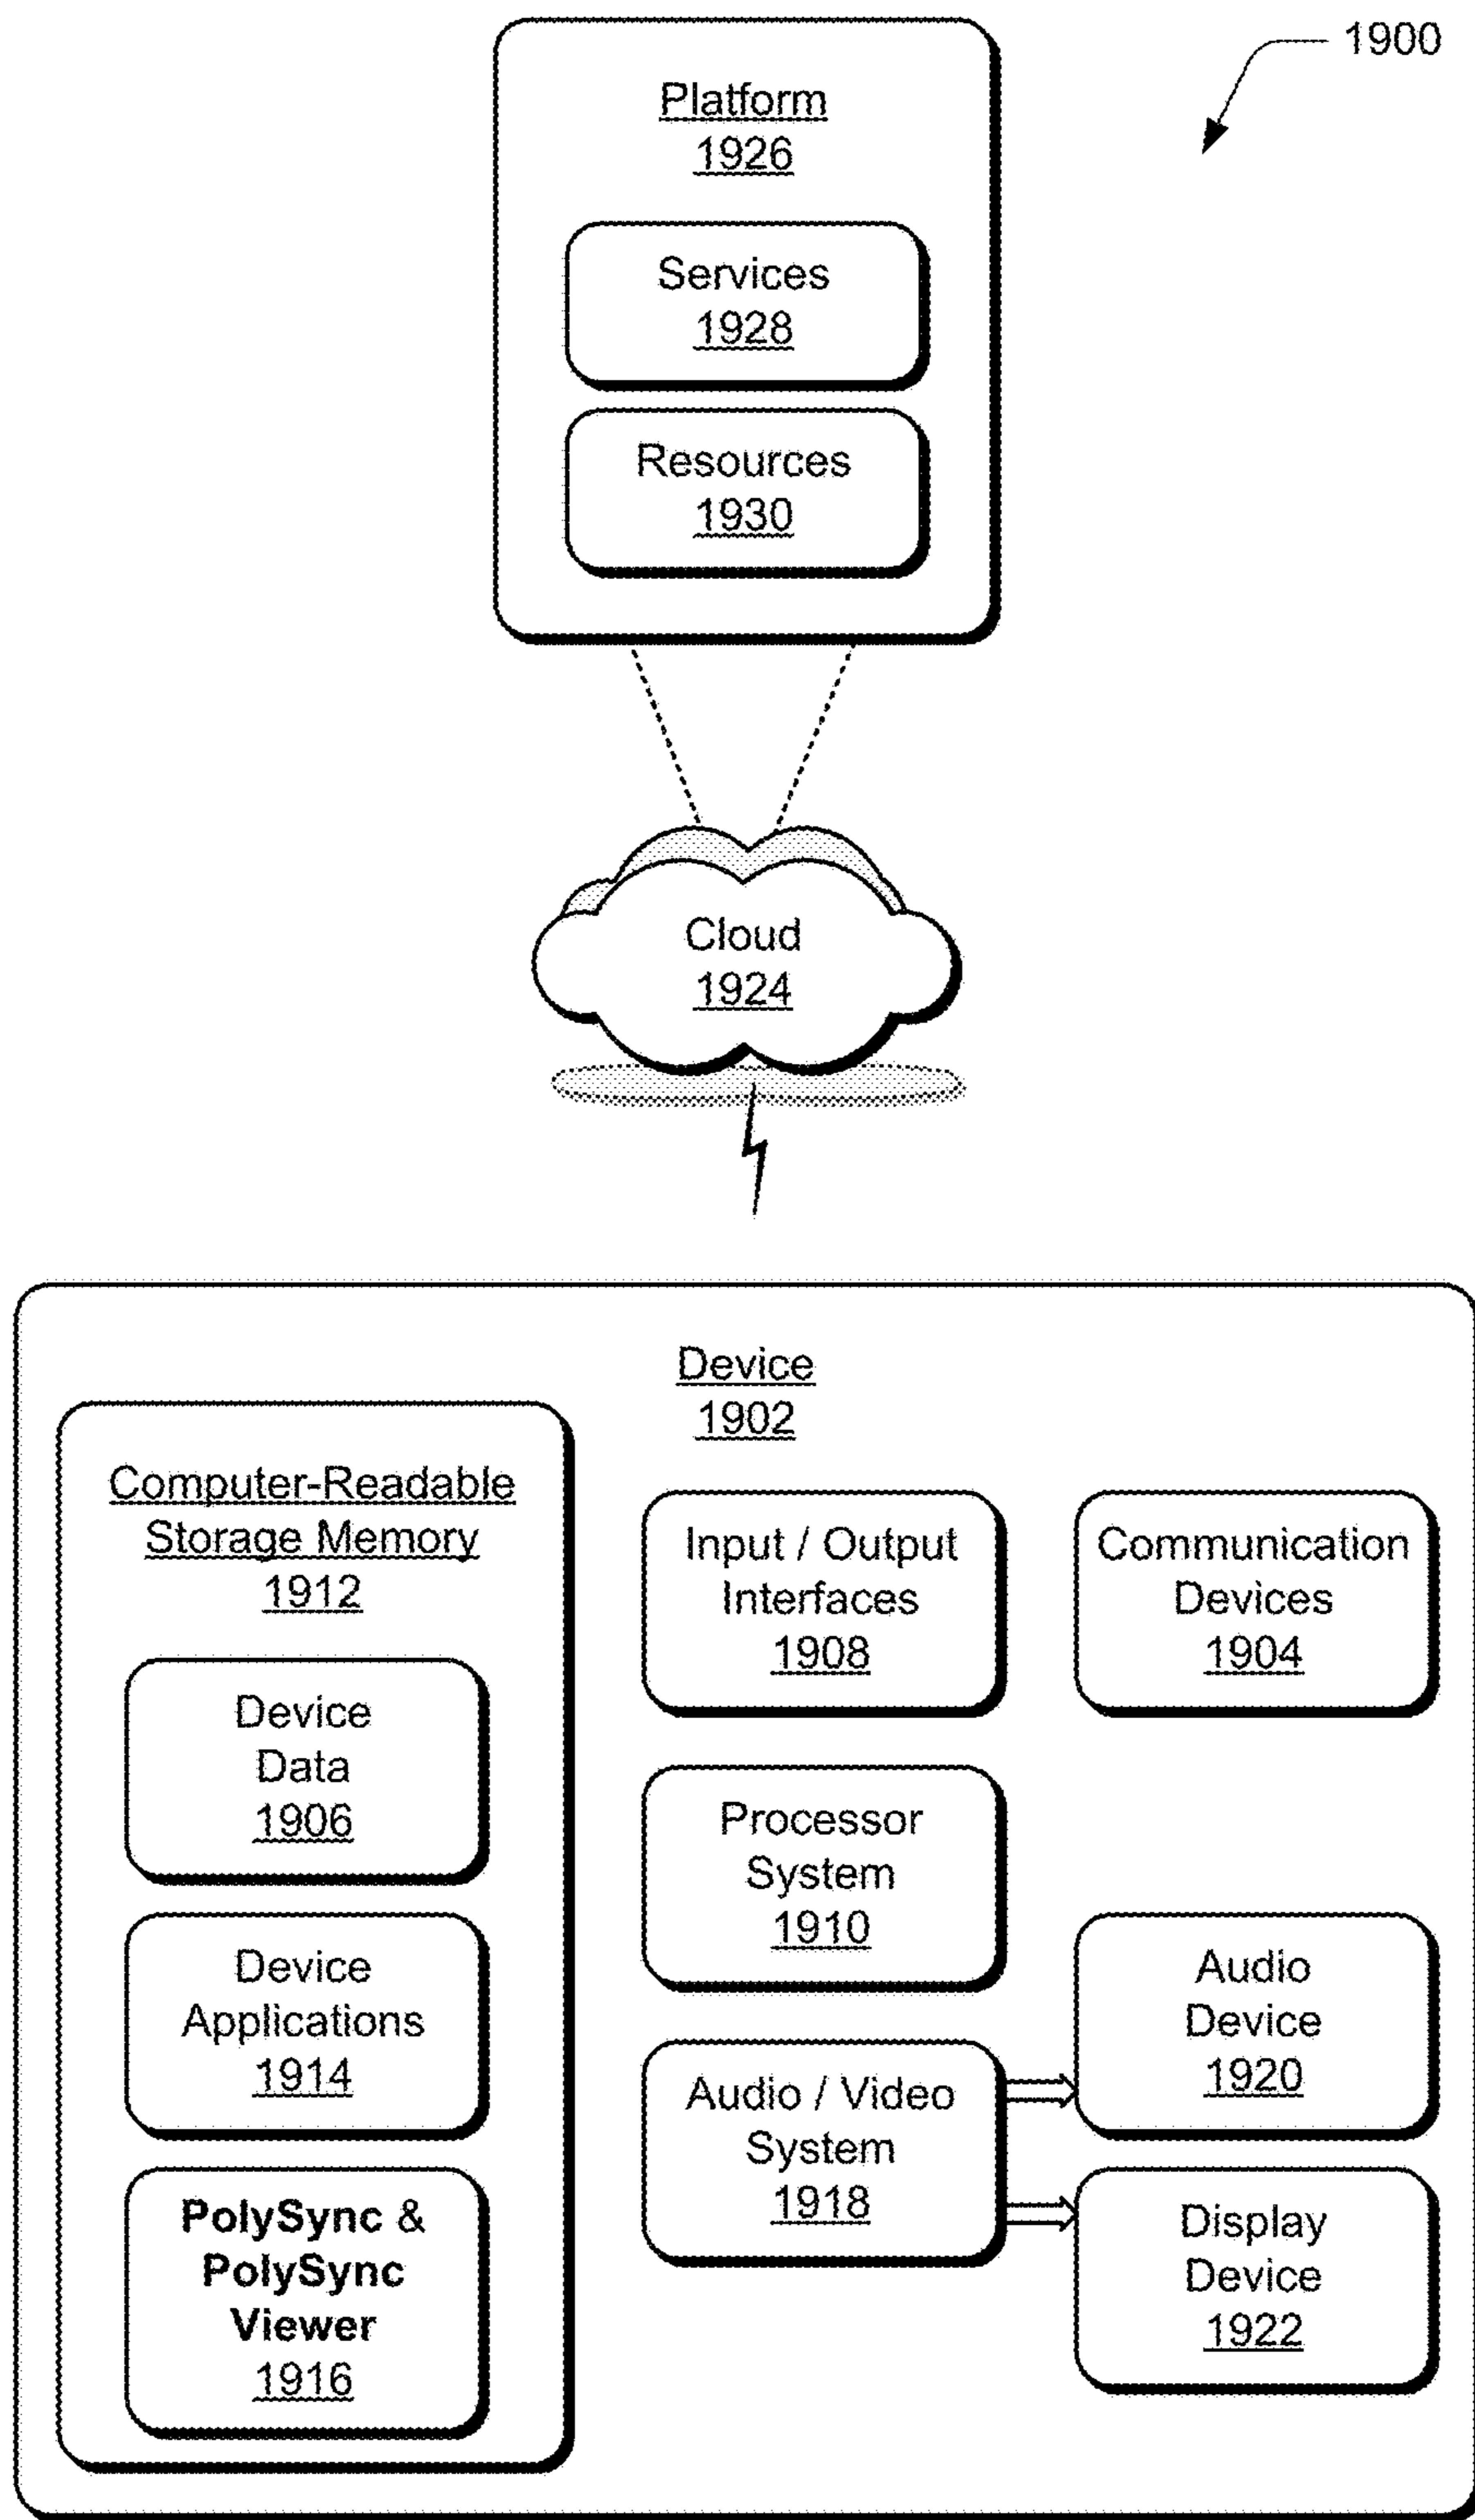 1900
Platform
1926
Services
1928
Resources
1930
Cloud
1924
Device
1902
Computer-Readable
Storage Memory
1912
Device
Data
1906
Device
Applications
1914
PolySync &
PolySync
Viewer
1916
Input / Output
Interfaces
1908
Processor
System
1910
Audio / Video
System
1918
Communication
Devices
1904
Audio
Device
1920
Display
Device
1922